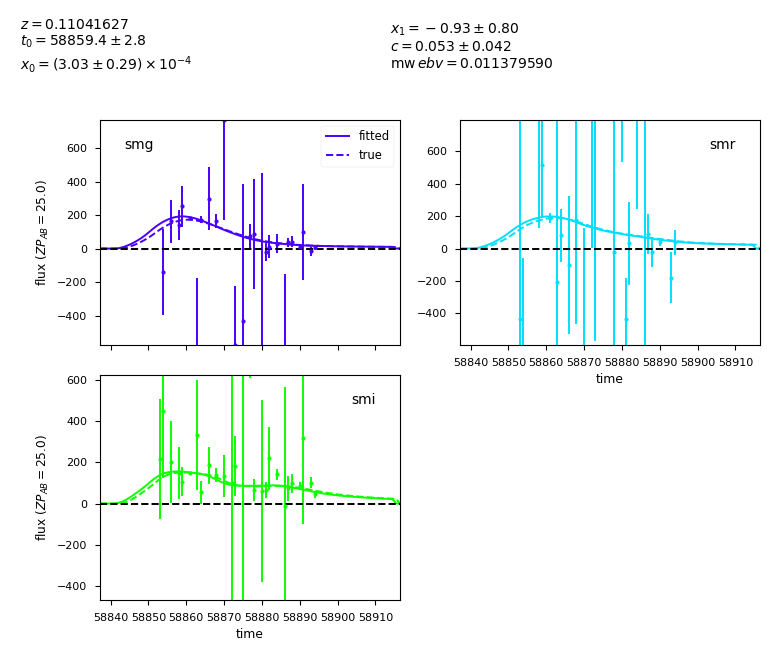 z = 0.11041627
t₀ = 58859.4 ± 2.8
x₀ = (3.03 ± 0.29) × 10⁻⁴
x₁ = −0.93 ± 0.80
c = 0.053 ± 0.042
mw ebv = 0.011379590
smg
fitted
true
600
400
200
0
−200
−400
flux (ZP_AB = 25.0)
smr
600
400
200
0
−200
−400
58840 58850 58860 58870 58880 58890 58900 58910
time
smi
600
400
200
0
−200
−400
flux (ZP_AB = 25.0)
58840 58850 58860 58870 58880 58890 58900 58910
time